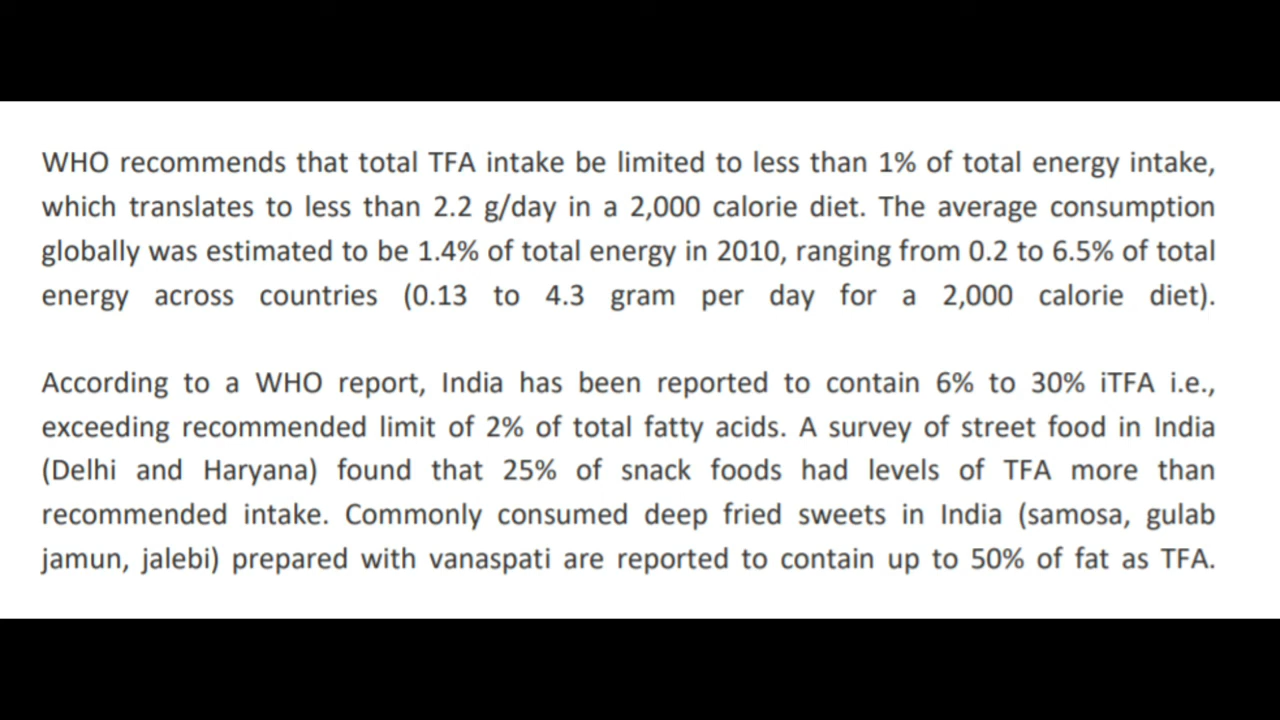 WHO recommends that total TFA intake be limited to less than 1% of total energy intake,
which translates to less than 2.2 g/day in a 2,000 calorie diet. The average consumption
globally was estimated to be 1.4% of total energy in 2010, ranging from 0.2 to 6.5% of total
energy across countries (0.13 to 4.3 gram per day for a 2,000 calorie diet).
According to a WHO report, India has been reported to contain 6% to 30% iTFA i.e.,
exceeding recommended limit of 2% of total fatty acids. A survey of street food in India
(Delhi and Haryana) found that 25% of snack foods had levels of TFA more than
recommended intake. Commonly consumed deep fried sweets in India (samosa, gulab
jamun, jalebi) prepared with vanaspati are reported to contain up to 50% of fat as TFA.